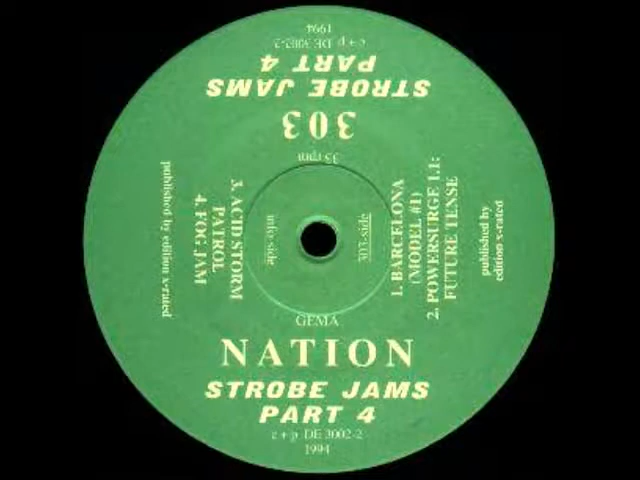 1994
c + p DE 3002-2
STROBE JAMS
PART 4
303
33 rpm
published by edition x-rated
3. ACID STORM
PATROL
4. FOG JAM
info-side
303-side
1. BARCELONA
(MODEL #1)
2. POWERSURGE 1.1:
FUTURE TENSE
published by
edition x-rated
GEMA
NATION
STROBE JAMS
PART 4
c + p DE 3002-2
1994